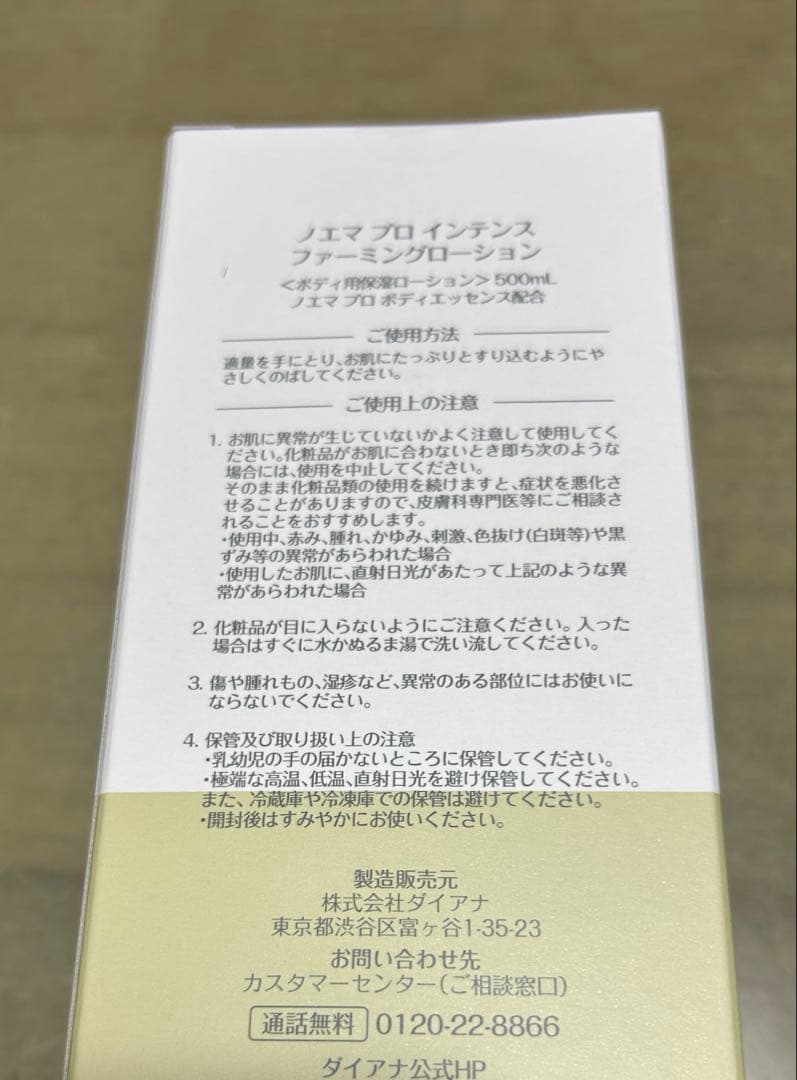 ノエマ プロ インテンス
ファーミングローション
<ボディ用保湿ローション> 500mL
ノエマ プロ ボディエッセンス配合
ご使用方法
適量を手にとり、お肌にたっぷりとすり込むようにや
さしくのばしてください。
ご使用上の注意
1. お肌に異常が生じていないかよく注意して使用してく
ださい。化粧品がお肌に合わないとき即ち次のような
場合には、使用を中止してください。
そのまま化粧品類の使用を続けますと、症状を悪化さ
せることがありますので、皮膚科専門医等にご相談さ
れることをおすすめします。
・使用中、赤み、腫れ、かゆみ、刺激、色抜け(白斑等)や黒
ずみ等の異常があらわれた場合
・使用したお肌に、直射日光があたって上記のような異
常があらわれた場合
2. 化粧品が目に入らないようにご注意ください。入った
場合はすぐに水かぬるま湯で洗い流してください。
3. 傷や腫れもの、湿疹など、異常のある部位にはお使いに
ならないでください。
4. 保管及び取り扱い上の注意
・乳幼児の手の届かないところに保管してください。
・極端な高温、低温、直射日光を避け保管してください。
また、冷蔵庫や冷凍庫での保管は避けてください。
・開封後はすみやかにお使いください。
製造販売元
株式会社ダイアナ
東京都渋谷区富ヶ谷1-35-23
お問い合わせ先
カスタマーセンター(ご相談窓口)
通話無料 0120-22-8866
ダイアナ公式HP